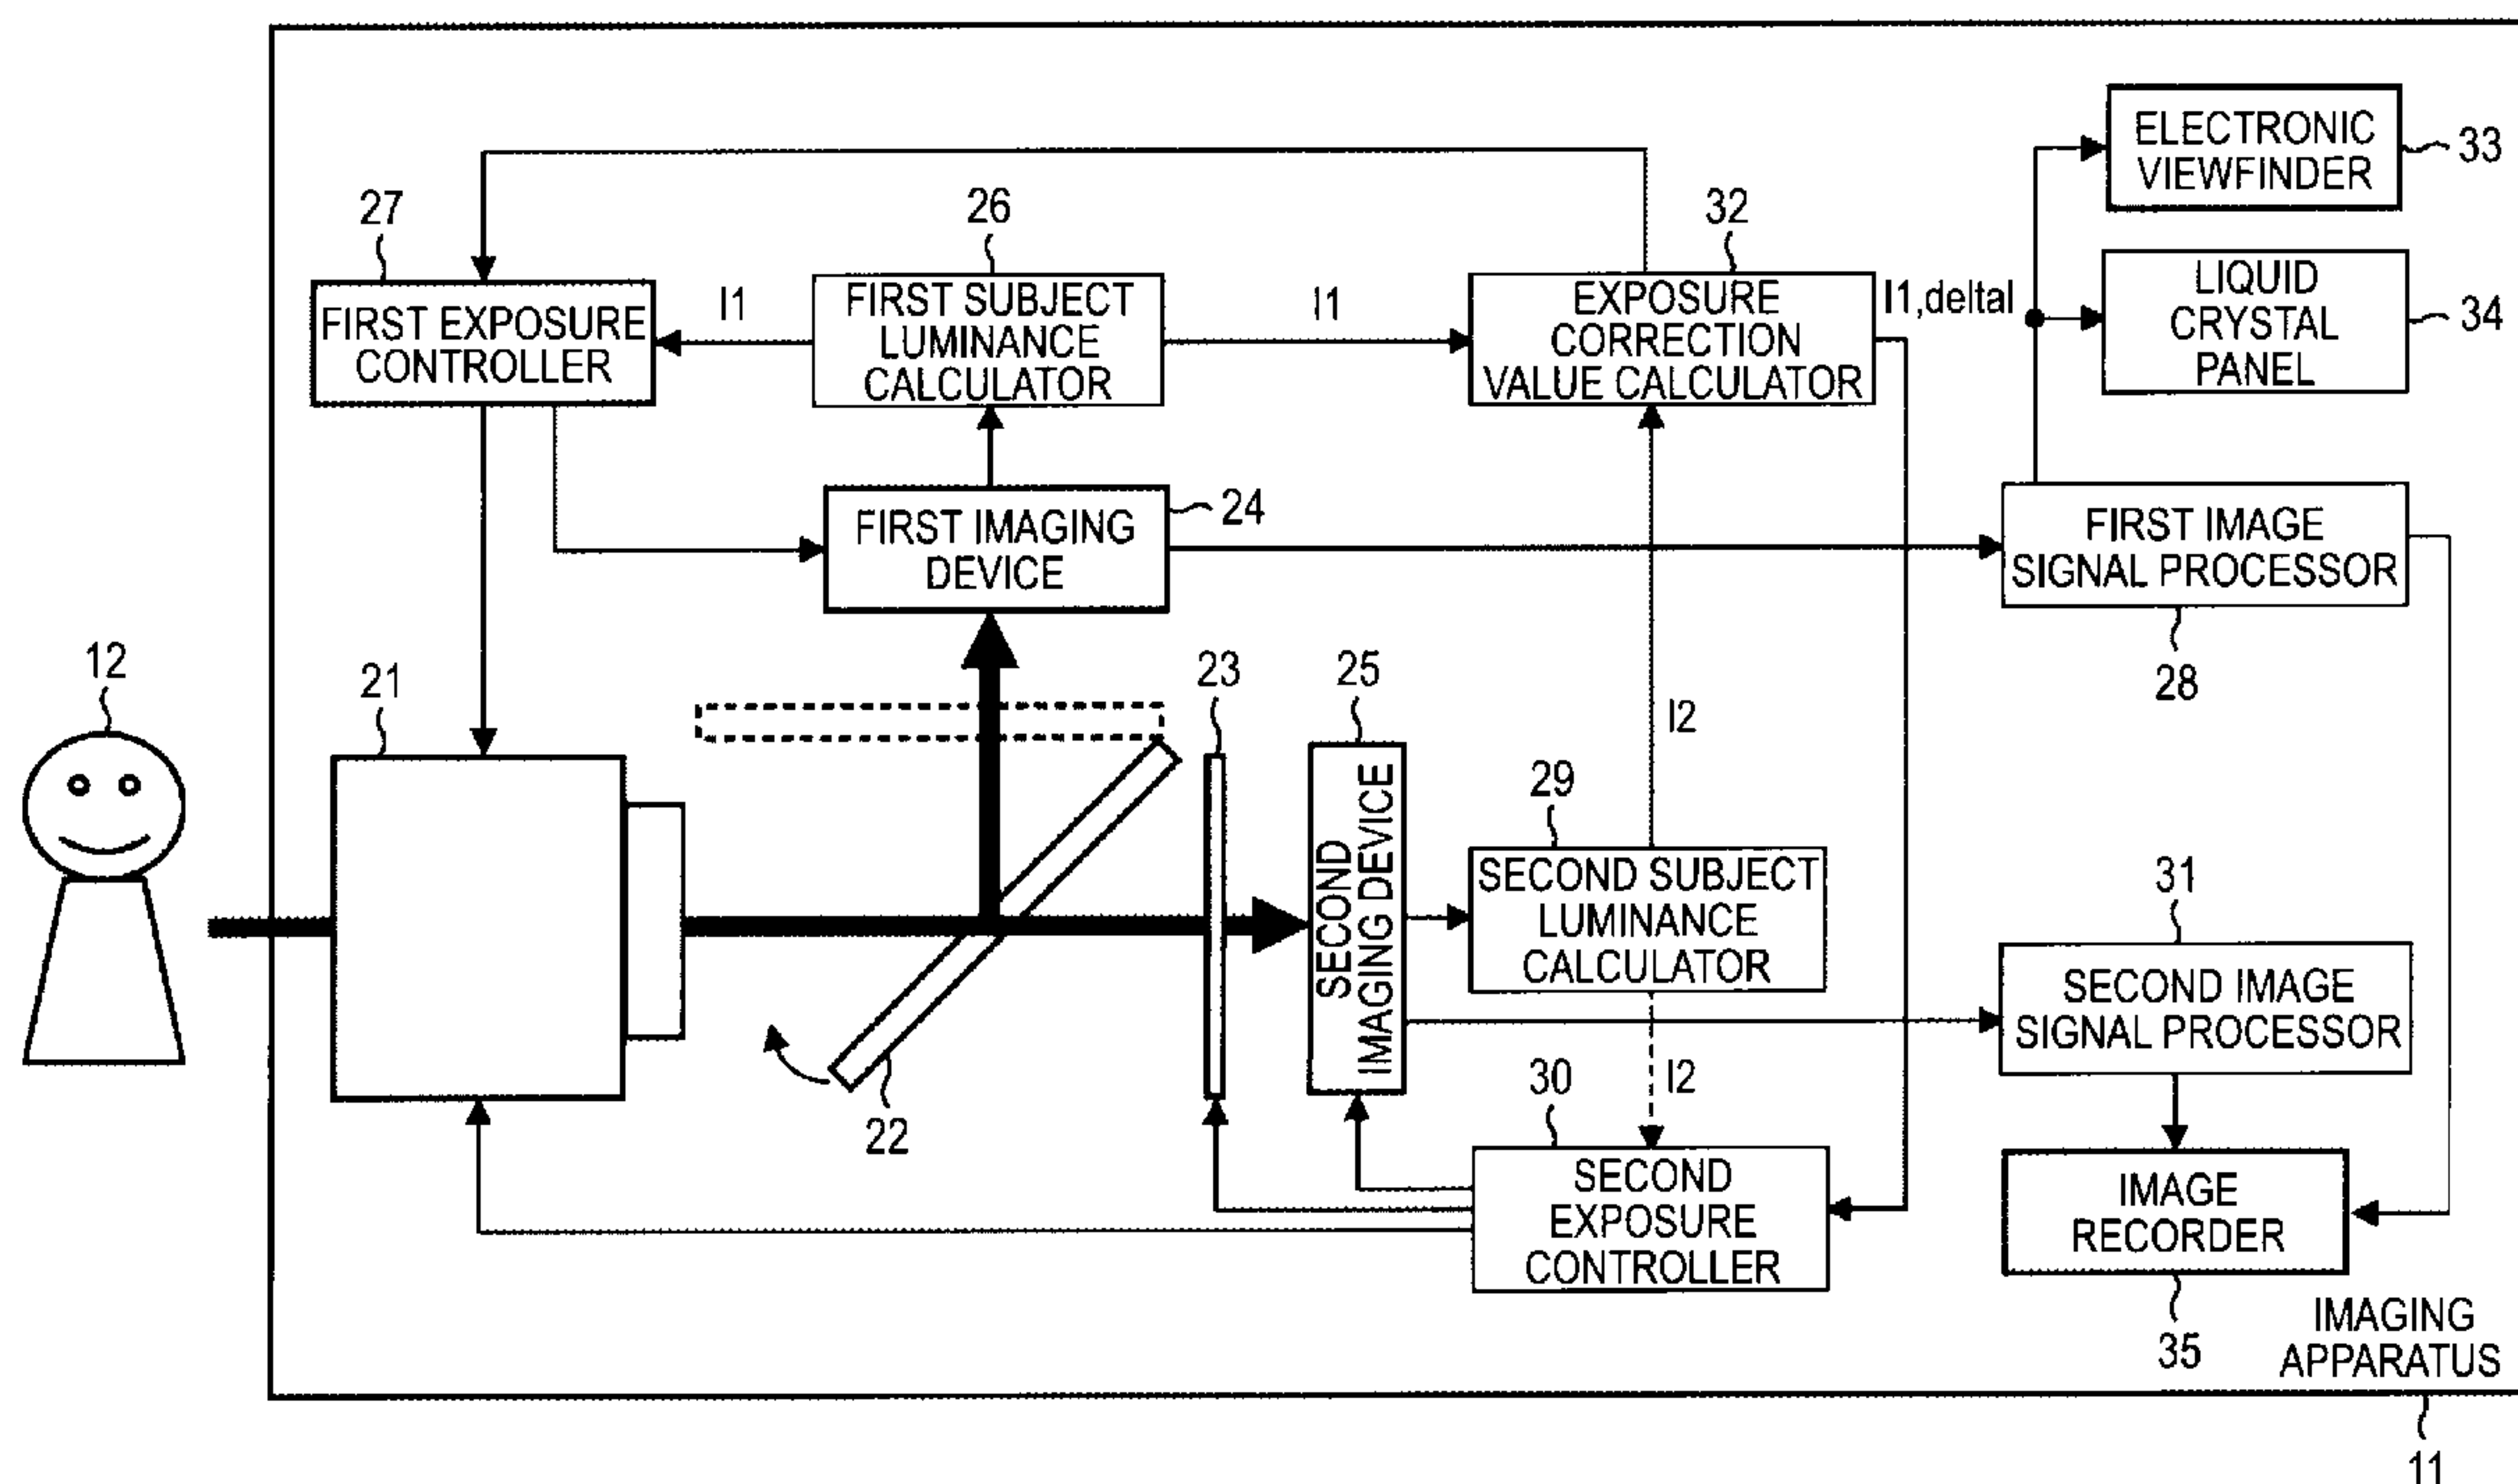 ELECTRONIC
VIEWFINDER
33
27
26
32
FIRST EXPOSURE
CONTROLLER
I1
FIRST SUBJECT
LUMINANCE
CALCULATOR
I1
EXPOSURE
CORRECTION
VALUE CALCULATOR
I1,deltal
LIQUID
CRYSTAL
PANEL
34
FIRST IMAGING
DEVICE
24
FIRST IMAGE
SIGNAL PROCESSOR
28
12
21
23
25
I2
SECOND
IMAGING DEVICE
29
SECOND SUBJECT
LUMINANCE
CALCULATOR
31
SECOND IMAGE
SIGNAL PROCESSOR
22
30
I2
SECOND
EXPOSURE
CONTROLLER
IMAGE
RECORDER
35
IMAGING
APPARATUS
11